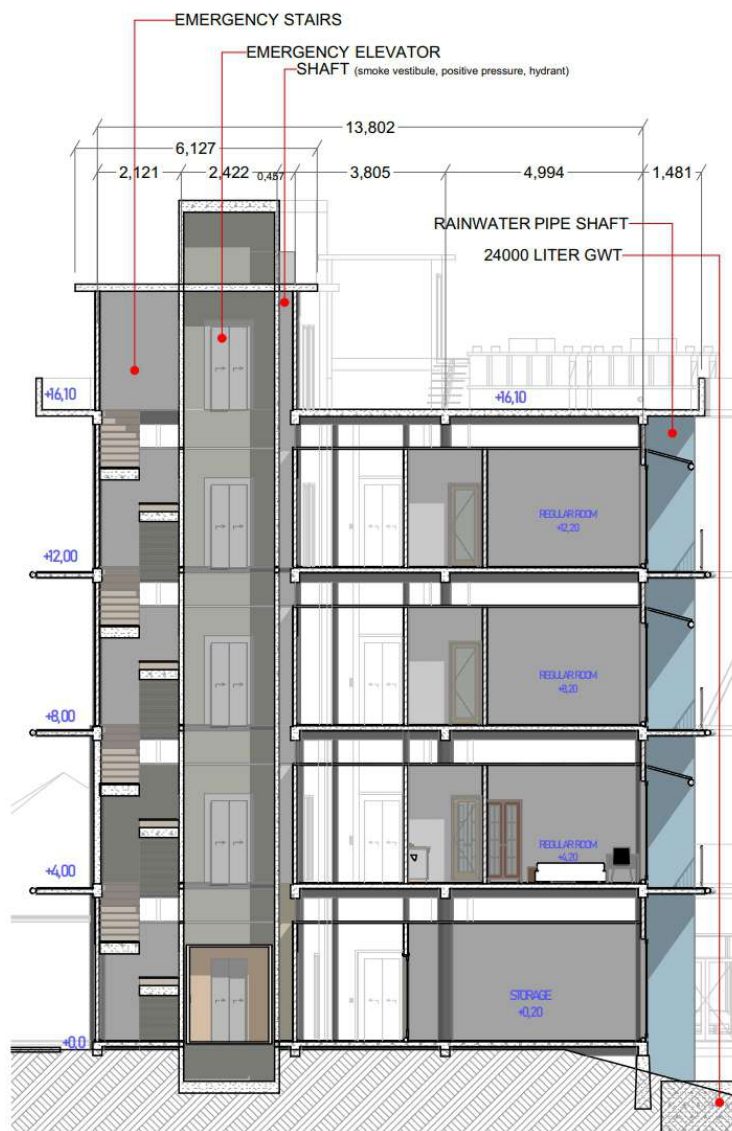 EMERGENCY STAIRS
EMERGENCY ELEVATOR
SHAFT (smoke vestibule, positive pressure, hydrant)
13,802
6,127
2,121 2,422 0,457 3,805 4,994 1,481
RAINWATER PIPE SHAFT
24000 LITER GWT
+16,10 +16,10
REGULAR ROOM
+12,20
+12,00
REGULAR ROOM
+8,20
+8,00
REGULAR ROOM
+4,20
+4,00
STORAGE
+0,20
+0.0